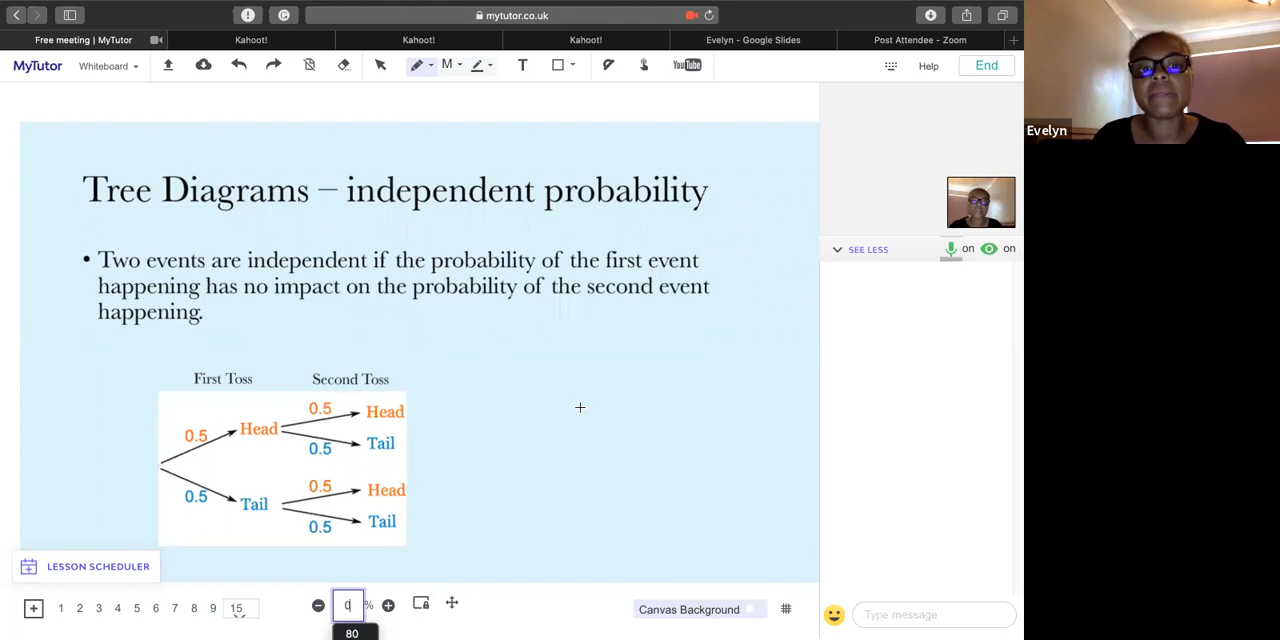 mytutor.co.uk
Free meeting | MyTutor
Kahoot!
Kahoot!
Kahoot!
Evelyn - Google Slides
Post Attendee - Zoom
MyTutor
Whiteboard
M
T
YouTube
Help
End
Evelyn
Tree Diagrams – independent probability
• Two events are independent if the probability of the first event
happening has no impact on the probability of the second event
happening.
SEE LESS
on
on
First Toss
Second Toss
0.5
Head
0.5
Head
0.5
Tail
0.5
Tail
0.5
Head
0.5
Tail
LESSON SCHEDULER
1 2 3 4 5 6 7 8 9 15
0 %
80
Canvas Background
Type message